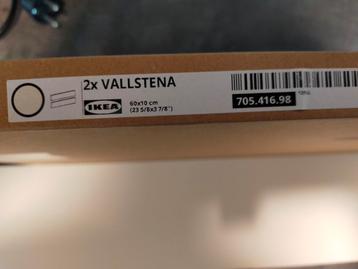 2x VALLSTENA
IKEA
60x10 cm
(23 5/8x3 7/8")
705.416.98